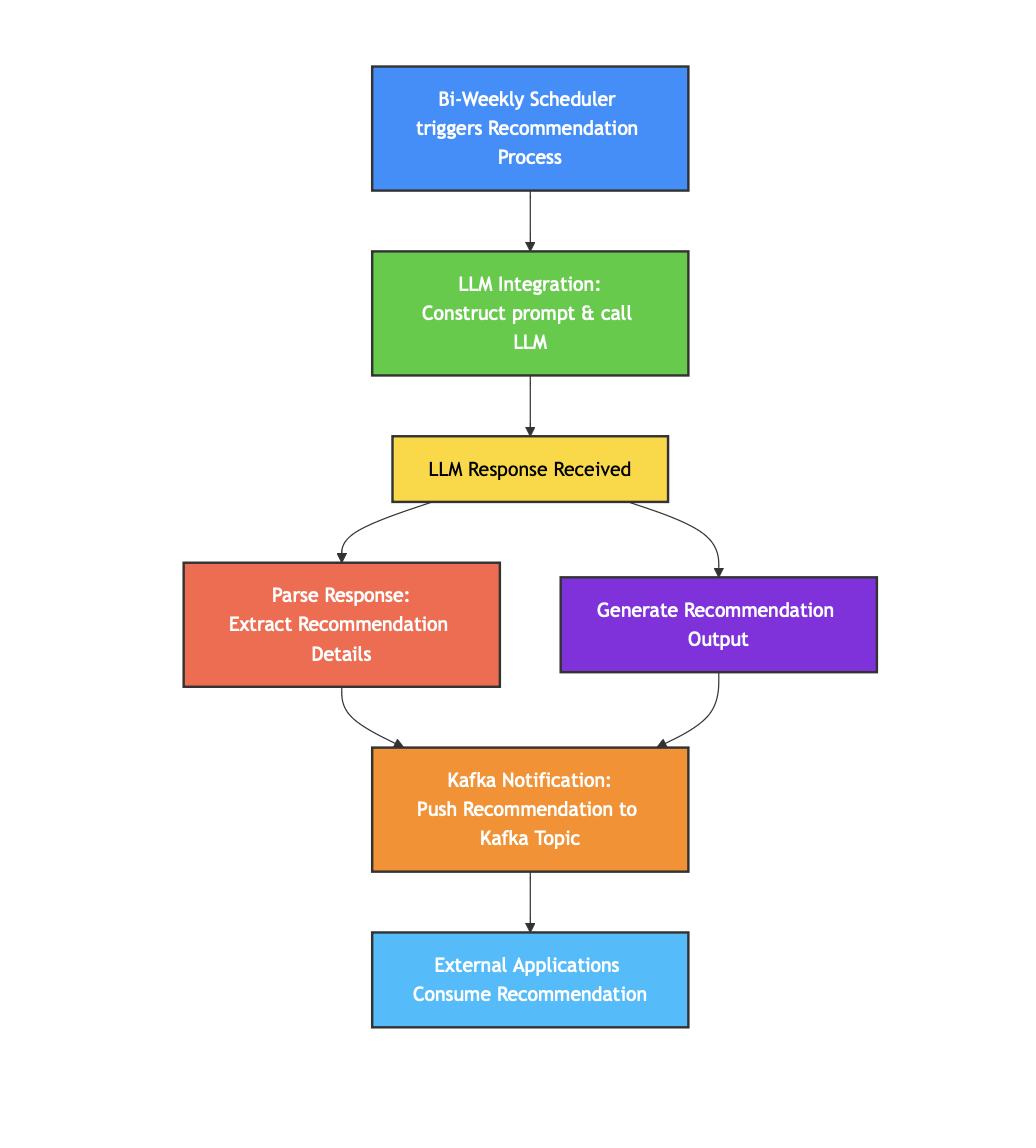 Bi-Weekly Scheduler
triggers Recommendation
Process
LLM Integration:
Construct prompt & call
LLM
LLM Response Received
Parse Response:
Extract Recommendation
Details
Generate Recommendation
Output
Kafka Notification:
Push Recommendation to
Kafka Topic
External Applications
Consume Recommendation